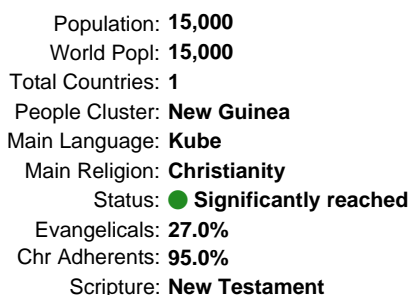 Population: 15,000
World Popl: 15,000
Total Countries: 1
People Cluster: New Guinea
Main Language: Kube
Main Religion: Christianity
Status: Significantly reached
Evangelicals: 27.0%
Chr Adherents: 95.0%
Scripture: New Testament